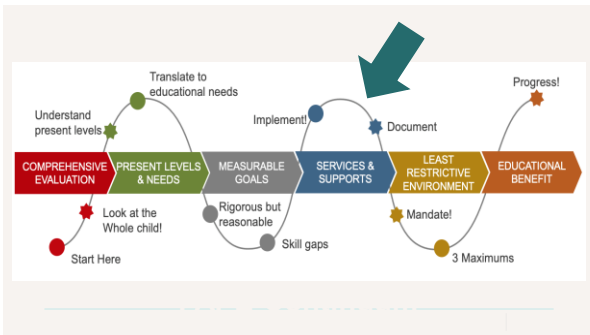 Translate to
educational needs
Progress!
Understand
present levels
Implement!
Document
COMPREHENSIVE
EVALUATION
PRESENT LEVELS
& NEEDS
MEASURABLE
GOALS
SERVICES &
SUPPORTS
LEAST
RESTRICTIVE
ENVIRONMENT
EDUCATIONAL
BENEFIT
Look at the
Whole child!
Rigorous but
reasonable
Mandate!
Skill gaps
Start Here
3 Maximums